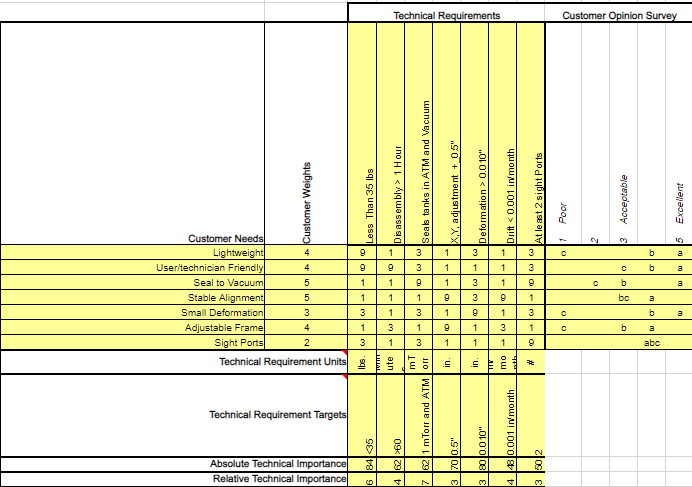 Technical Requirements Customer Opinion Survey
Customer Needs
Customer Weights
Less Than 35 lbs
Disassembly > 1 Hour
Seals tanks in ATM and Vacuum
X,Y, adjustment + 0.5"
Deformation > 0.010"
Drift < 0.001 in/month
At least 2 sight Ports
1 Poor
2
3 Acceptable
5 Excellent
Lightweight 4 9 1 3 1 3 1 3 c b a
User/technician Friendly 4 9 9 3 1 1 1 3 c b a
Seal to Vacuum 5 1 1 9 1 3 1 9 c b a
Stable Alignment 5 1 1 1 9 3 9 1 bc a
Small Deformation 3 3 1 3 1 9 1 3 c b a
Adjustable Frame 4 1 3 1 9 1 3 1 c b a
Sight Ports 2 3 1 3 1 1 1 9 abc
Technical Requirement Units lbs. ute mT orr in. in. mo #
Technical Requirement Targets <35 >60 1 mTorr and ATM 0.5" 0.010" 0.001 in/month 2
Absolute Technical Importance 84 62 62 70 80 48 50
Relative Technical Importance 6 4 7 3 3 4 3